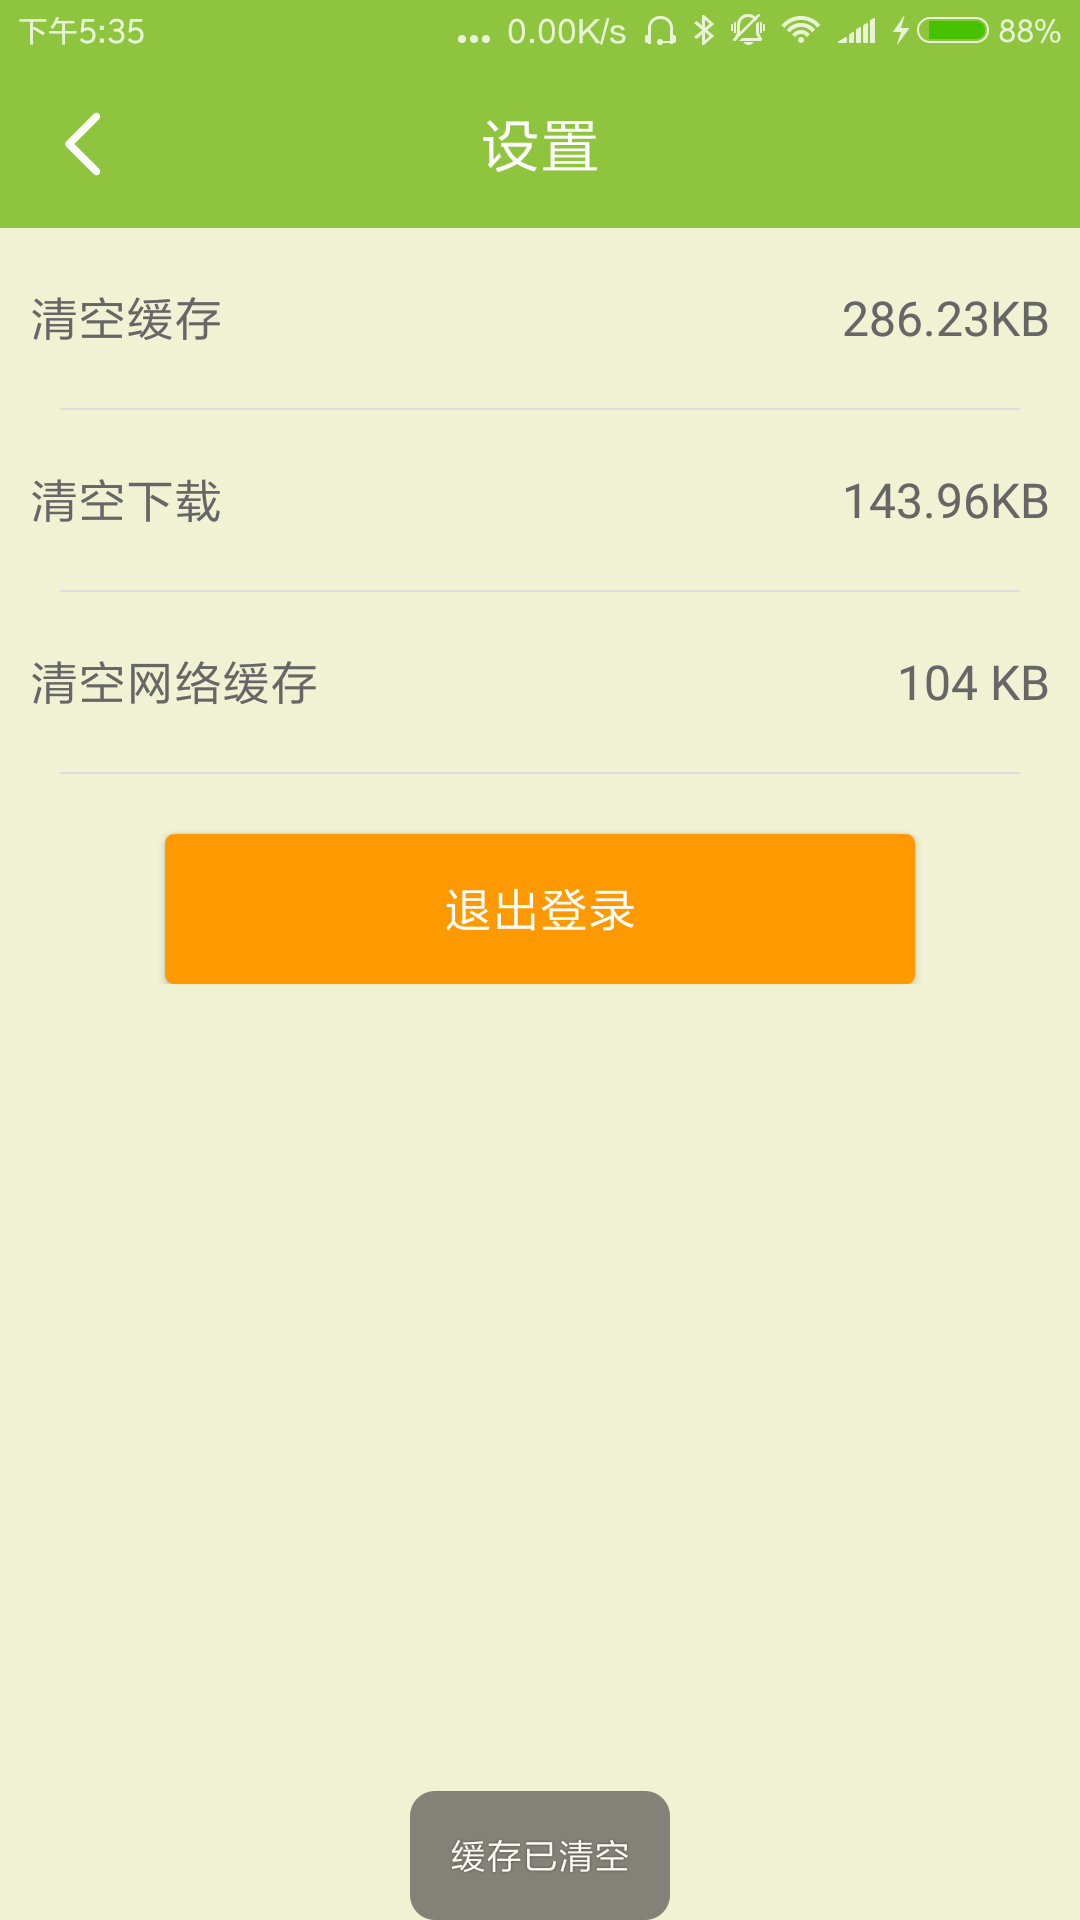 下午5:35 ... 0.00K/s 88%
设置
清空缓存 286.23KB
清空下载 143.96KB
清空网络缓存 104 KB
退出登录
缓存已清空